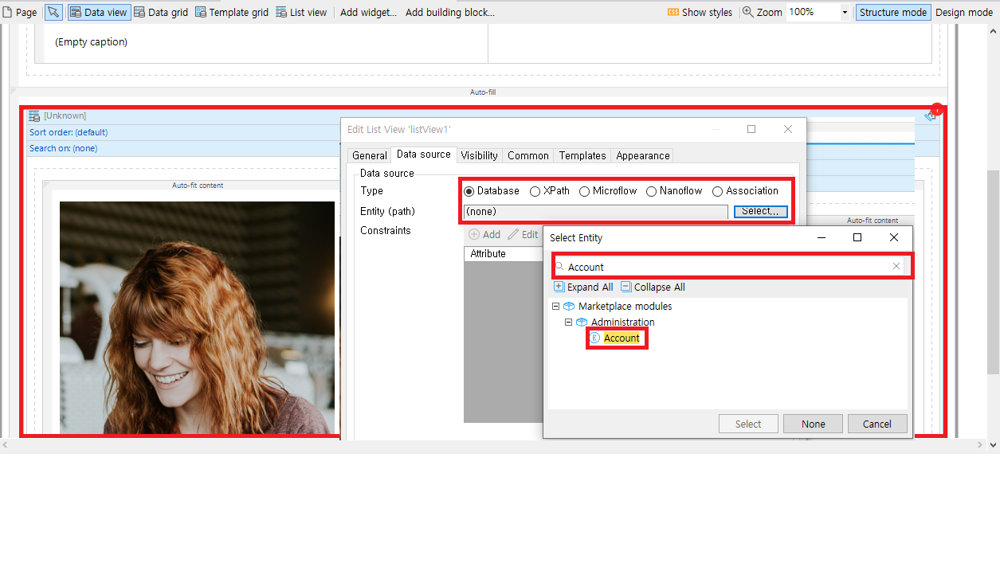 Page Data view Data grid Template grid List view Add widget... Add building block... CSS Show styles Zoom 100% Structure mode Design mode
(Empty caption)
Auto-fill
[Unknown]
Sort order: (default)
Search on: (none)
Auto-fit content
Edit List View 'listView1'
General Data source Visibility Common Templates Appearance
Data source
Type Database XPath Microflow Nanoflow Association
Entity (path) (none) Select...
Constraints
Add Edit
Attribute
Auto-fit content
Select Entity
Account
Expand All Collapse All
Marketplace modules
Administration
E Account
Select None Cancel